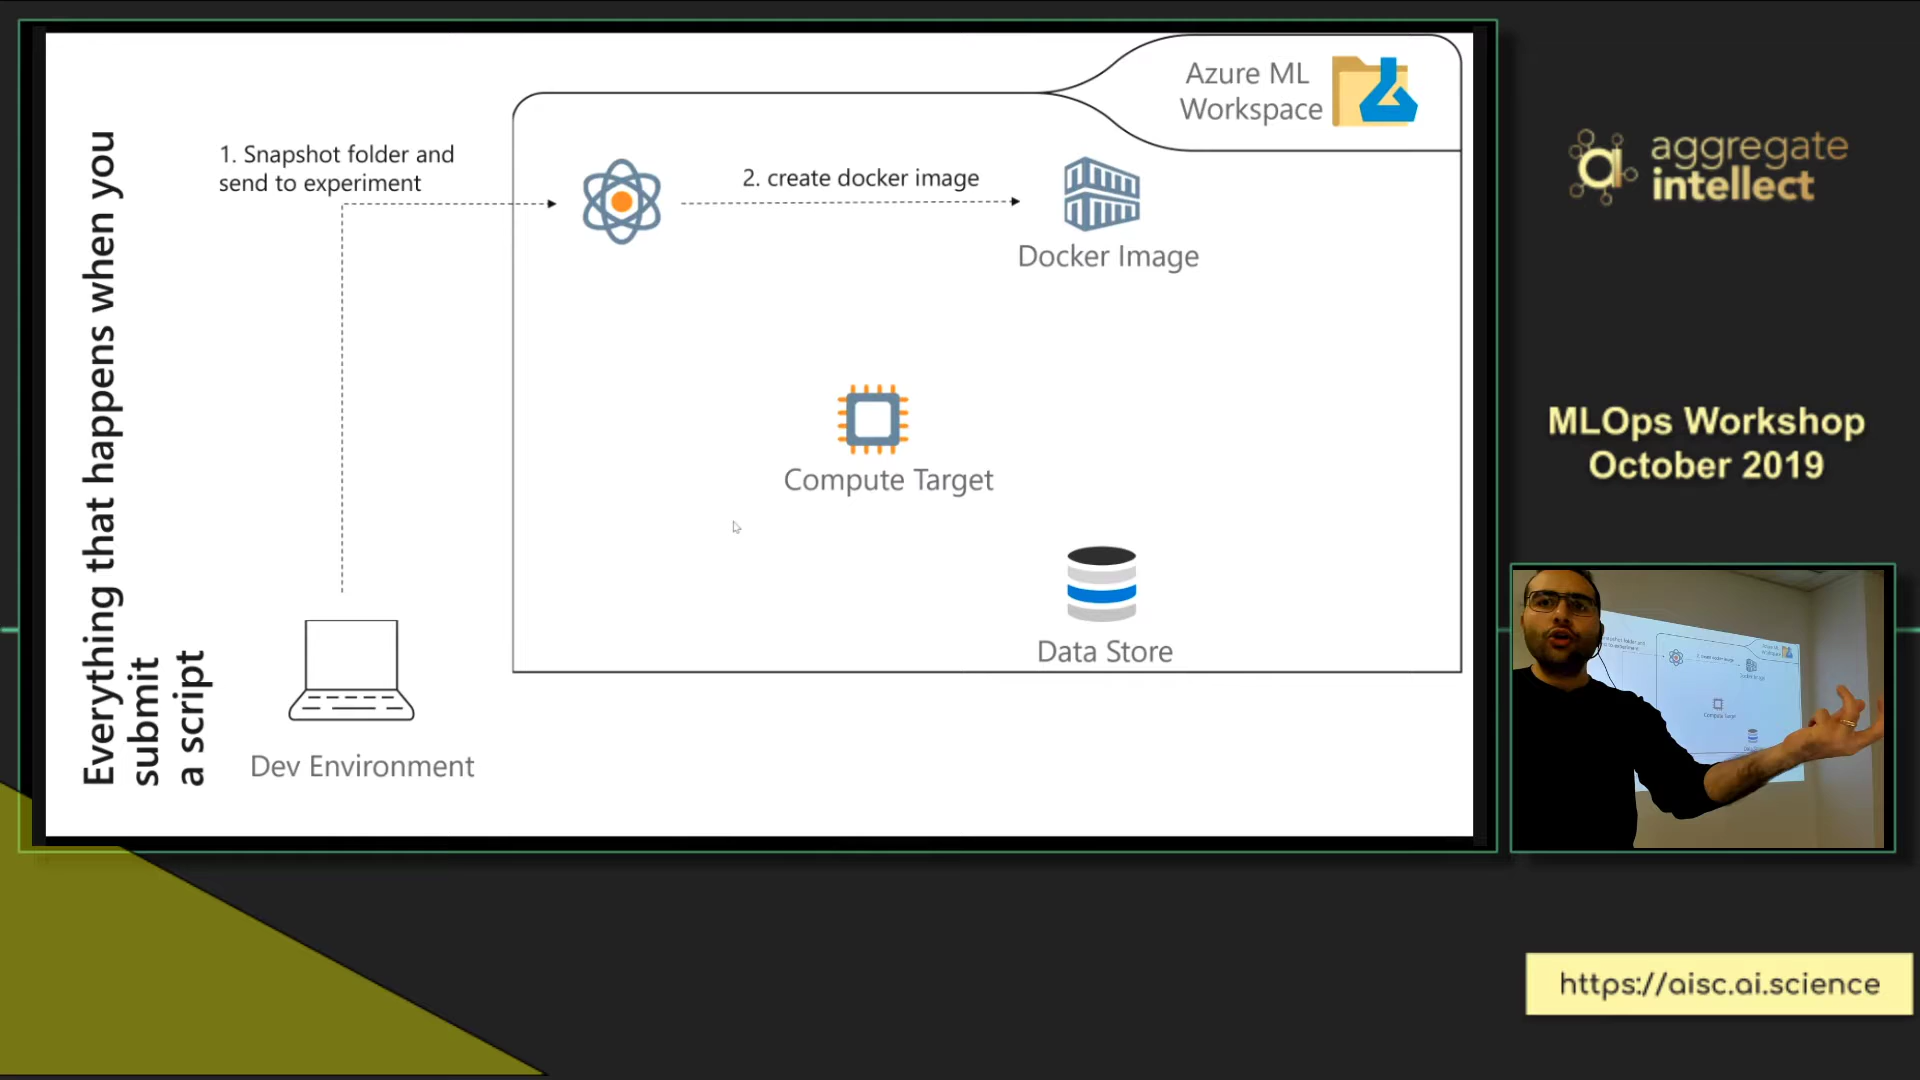 Everything that happens when you
submit
a script
1. Snapshot folder and
send to experiment
2. create docker image
Azure ML
Workspace
Docker Image
Compute Target
Data Store
Dev Environment
aggregate
intellect
MLOps Workshop
October 2019
https://aisc.ai.science